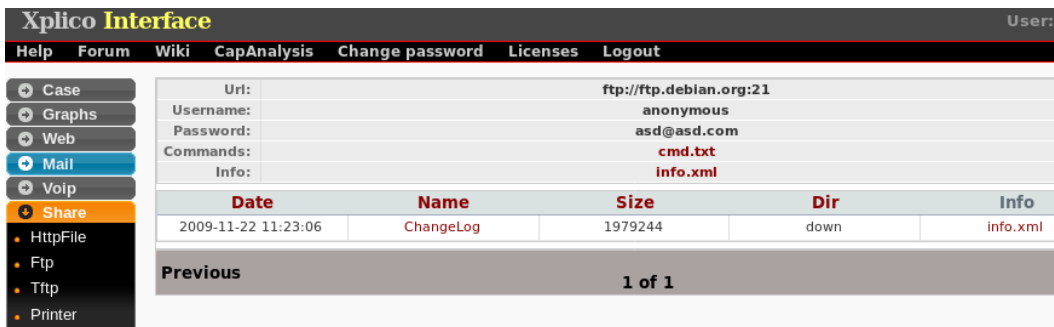 Xplico Interface User:
Help Forum Wiki CapAnalysis Change password Licenses Logout
Case
Graphs
Web
Mail
Voip
Share
HttpFile
Ftp
Tftp
Printer
Url: ftp://ftp.debian.org:21
Username: anonymous
Password: asd@asd.com
Commands: cmd.txt
Info: info.xml
Date Name Size Dir Info
2009-11-22 11:23:06 ChangeLog 1979244 down info.xml
Previous
1 of 1